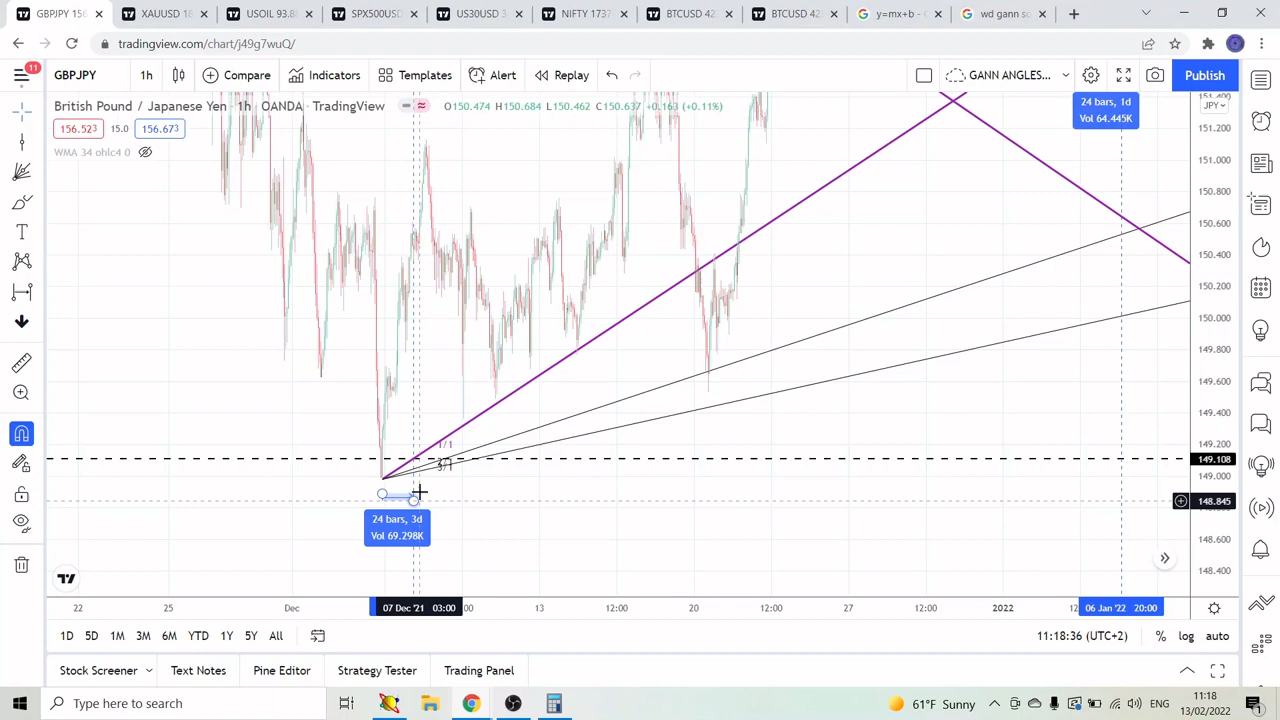 GBPJPY 156
XAUUSD 18
USOIL 93.88
SPX500USD
US30USD 3
NIFTY 1737
BTCUSD 42
BTCUSD 42
y=mx+b - G
wd gann so
tradingview.com/chart/j49g7wuQ/
11
GBPJPY
1h
Compare
Indicators
Templates
Alert
Replay
GANN ANGLES...
Publish
British Pound / Japanese Yen · 1h · OANDA · TradingView
O150.474 H150.684 L150.462 C150.637 +0.163 (+0.11%)
156.523
15.0
156.673
WMA 34 ohlc4 0
24 bars, 1d
Vol 64.445K
151.400
JPY
151.200
151.000
150.800
150.600
150.400
150.200
150.000
149.800
149.600
149.400
149.200
149.108
149.000
148.845
148.600
148.400
1/1
3/1
24 bars, 3d
Vol 69.298K
22
25
Dec
07 Dec '21 03:00
:00
13
12:00
20
12:00
27
12:00
2022
06 Jan '22 20:00
1D
5D
1M
3M
6M
YTD
1Y
5Y
All
11:18:36 (UTC+2)
%
log
auto
Stock Screener
Text Notes
Pine Editor
Strategy Tester
Trading Panel
Type here to search
61°F Sunny
11:18
13/02/2022